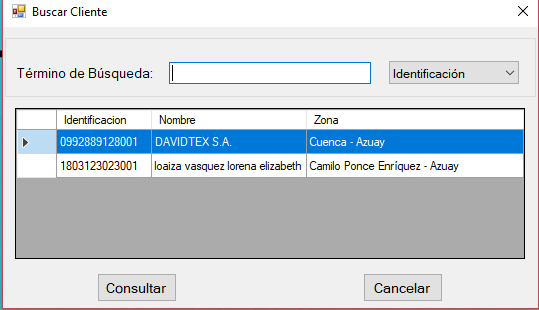 Buscar Cliente
Término de Búsqueda: Identificación
Identificacion Nombre Zona
0992889128001 DAVIDTEX S.A. Cuenca - Azuay
1803123023001 loaiza vasquez lorena elizabeth Camilo Ponce Enríquez - Azuay
Consultar Cancelar